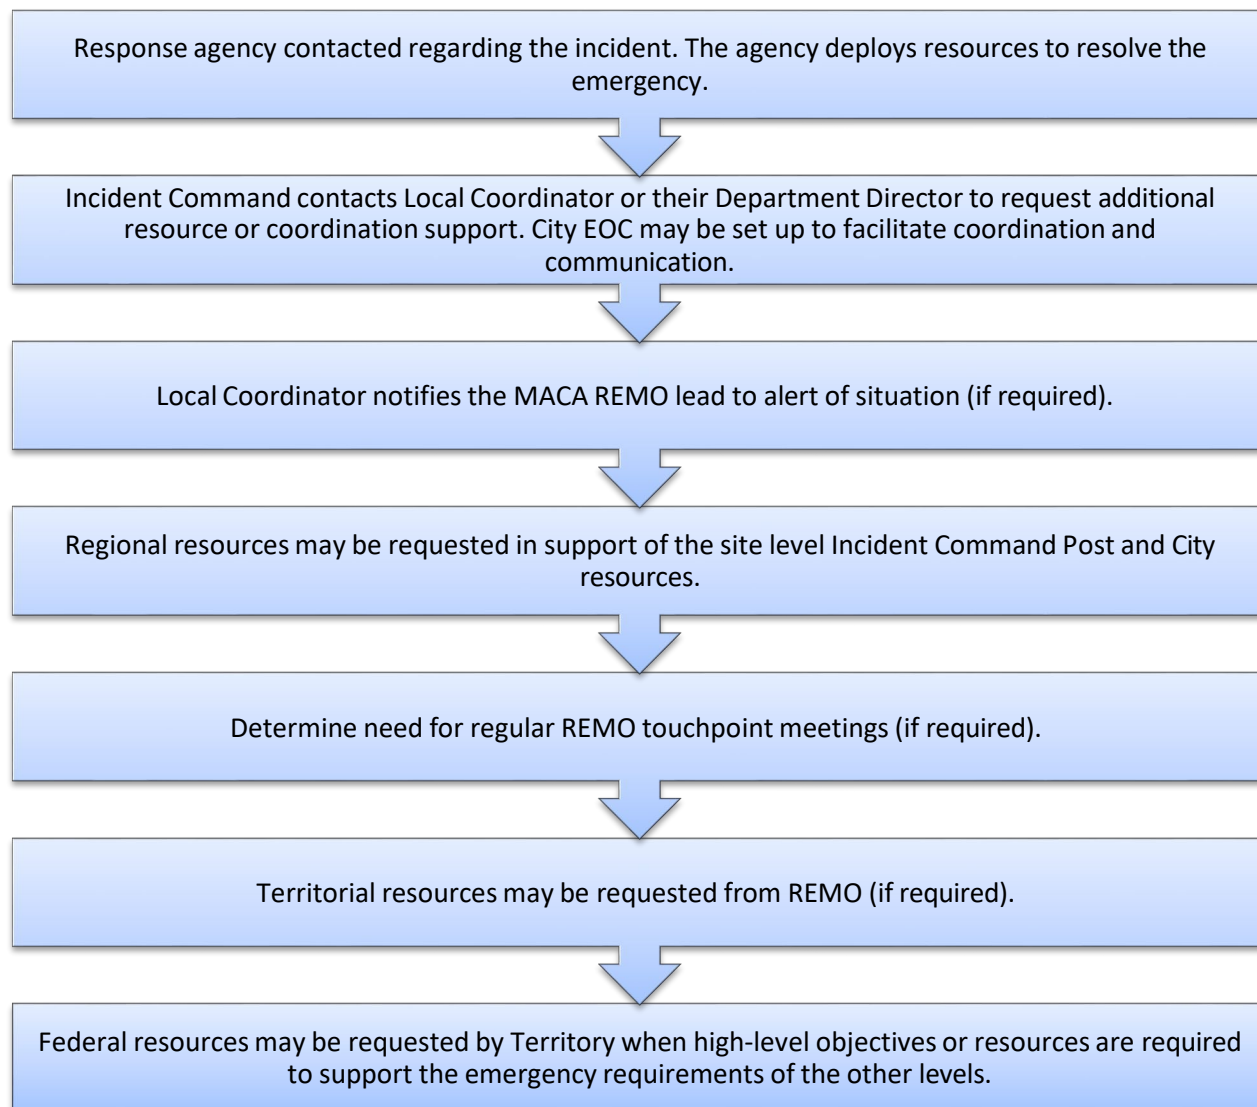 Response agency contacted regarding the incident. The agency deploys resources to resolve the
emergency.
Incident Command contacts Local Coordinator or their Department Director to request additional
resource or coordination support. City EOC may be set up to facilitate coordination and
communication.
Local Coordinator notifies the MACA REMO lead to alert of situation (if required).
Regional resources may be requested in support of the site level Incident Command Post and City
resources.
Determine need for regular REMO touchpoint meetings (if required).
Territorial resources may be requested from REMO (if required).
Federal resources may be requested by Territory when high-level objectives or resources are required
to support the emergency requirements of the other levels.